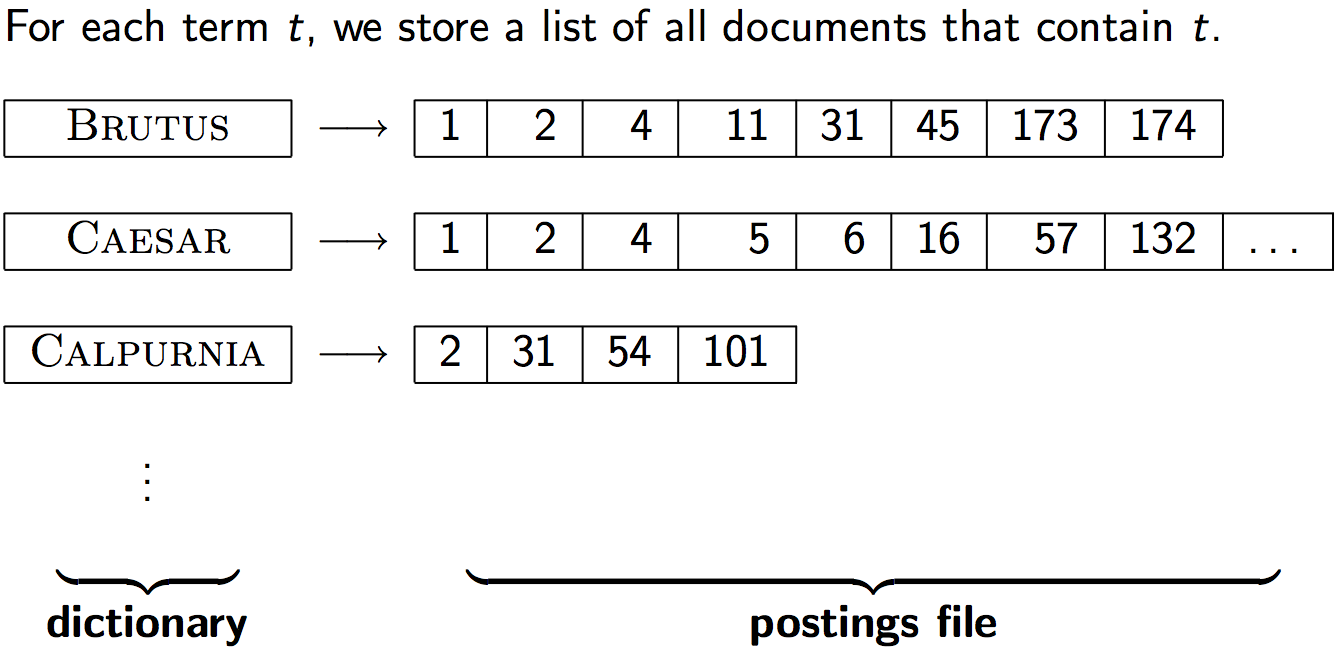 For each term t, we store a list of all documents that contain t.
BRUTUS ⟶ 1 2 4 11 31 45 173 174
CAESAR ⟶ 1 2 4 5 6 16 57 132 ...
CALPURNIA ⟶ 2 31 54 101
⋮
dictionary postings file